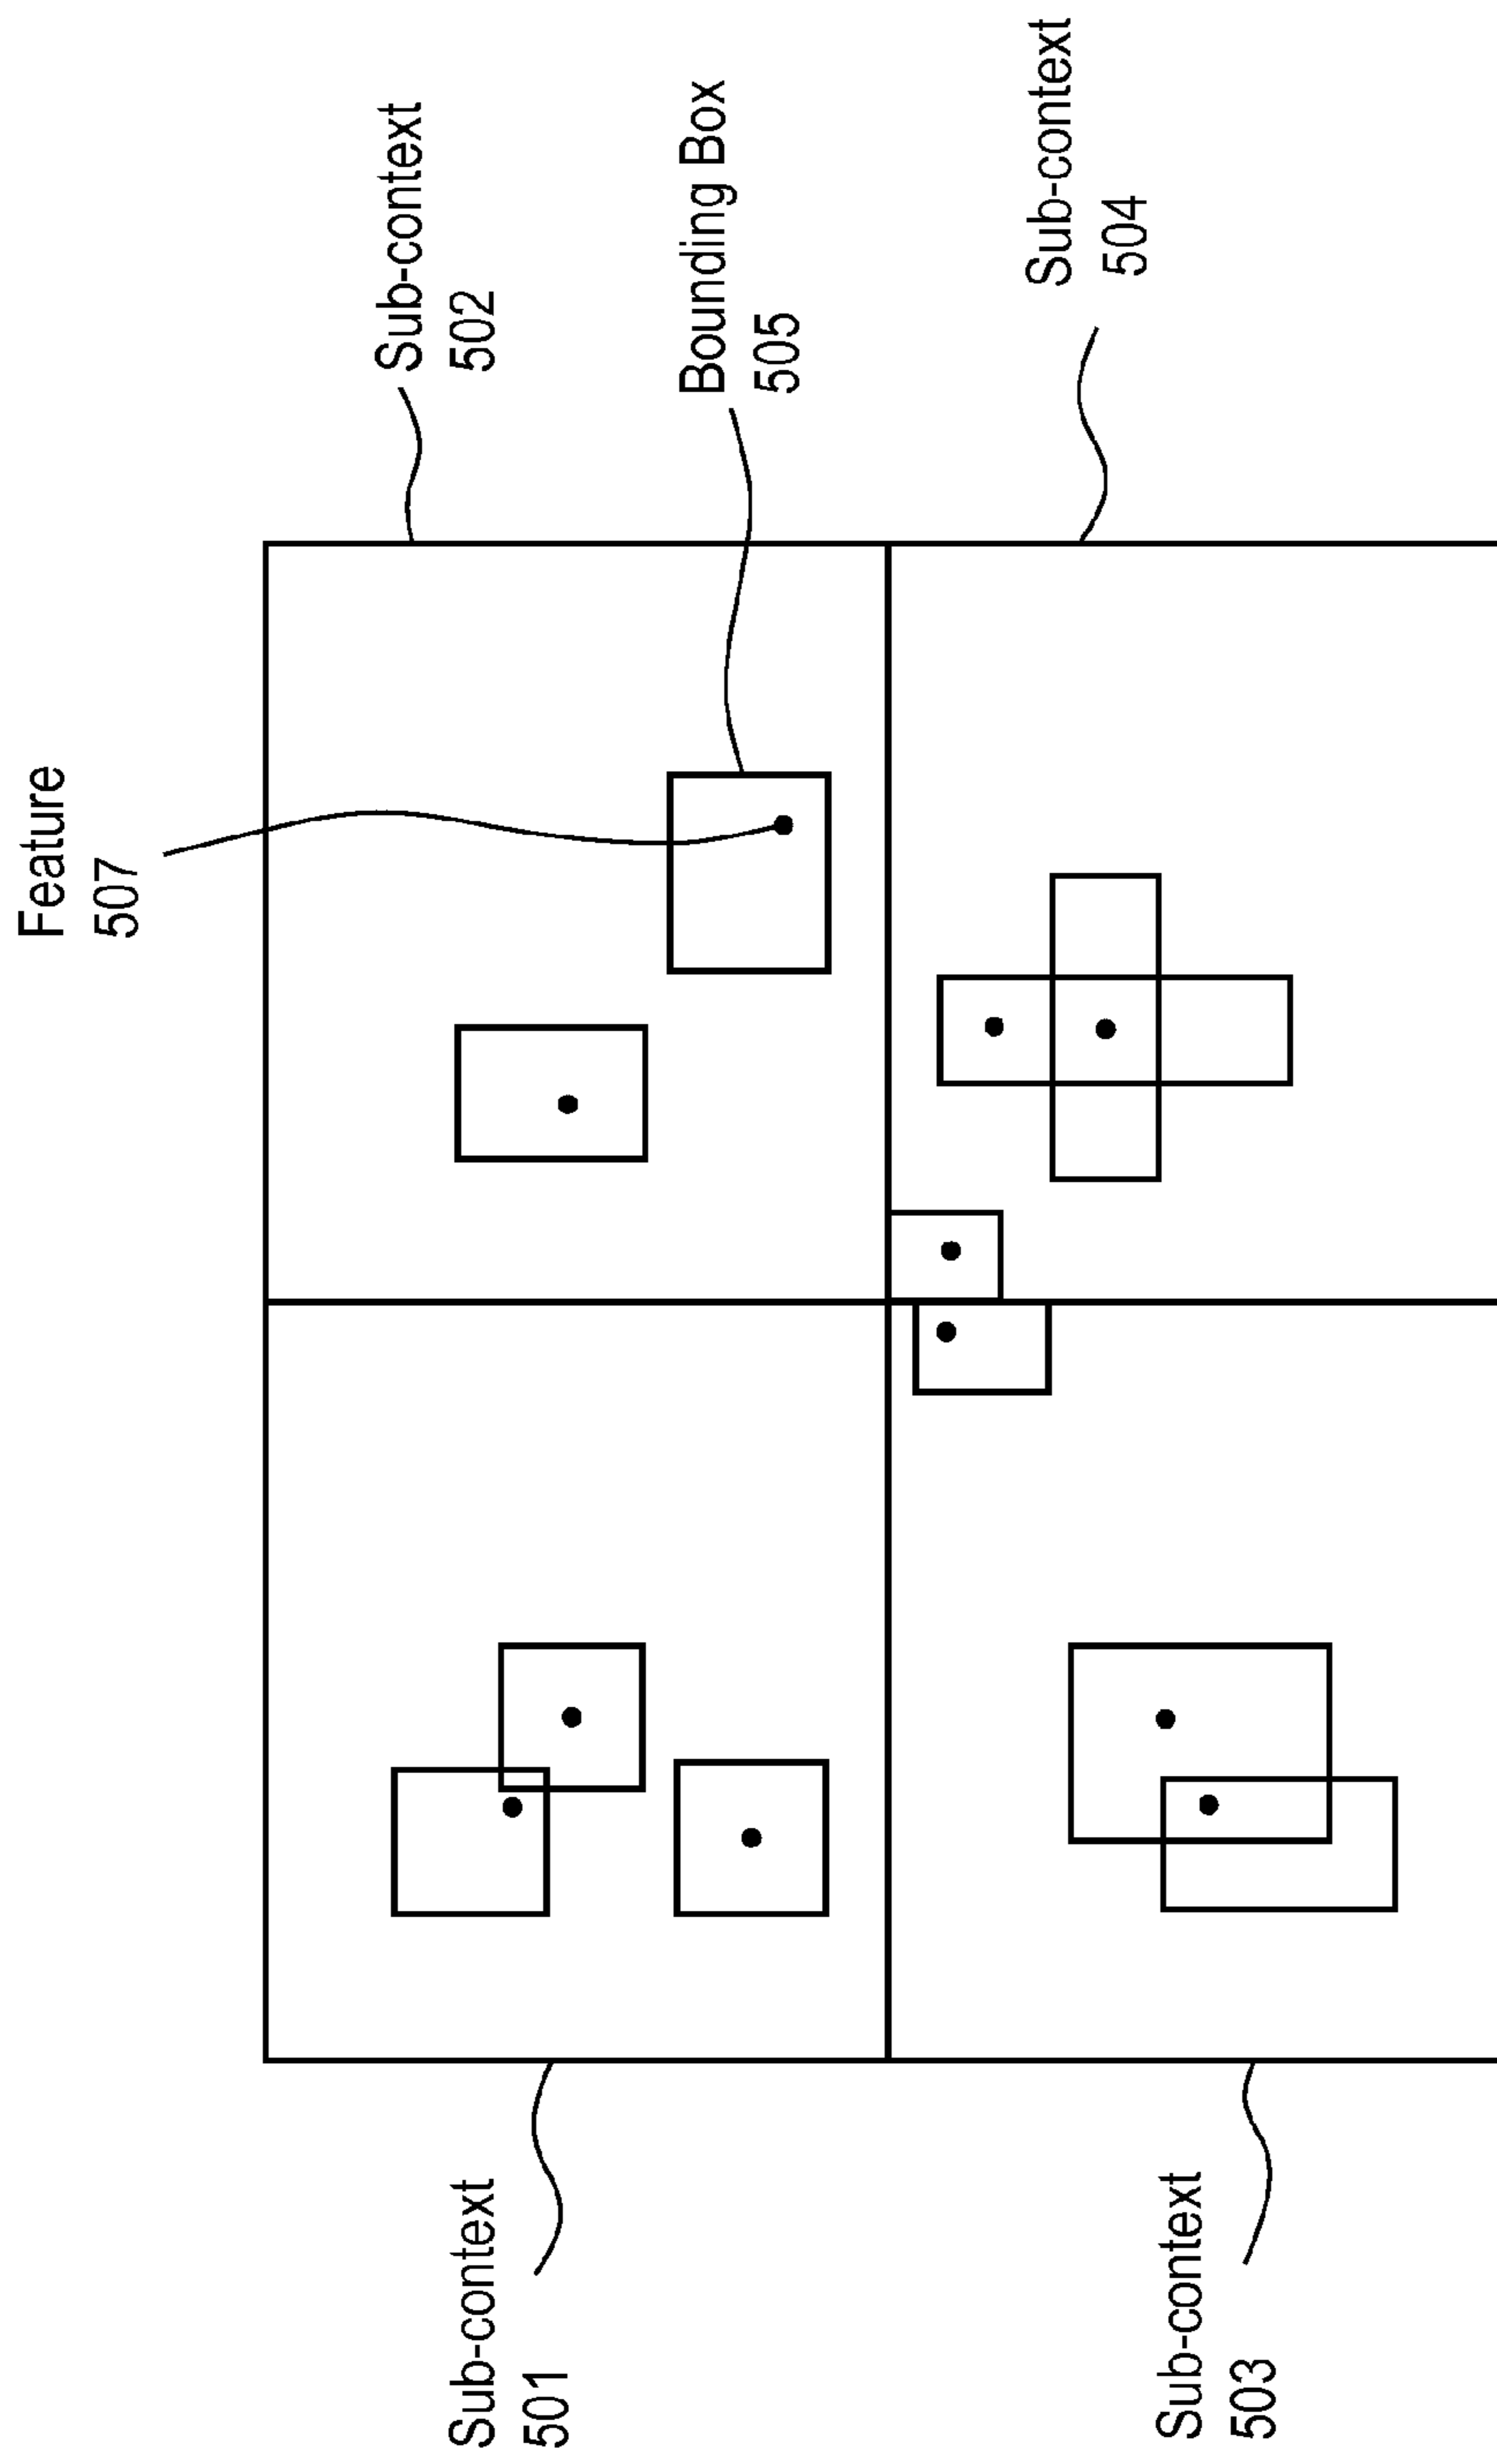 Feature
507
Sub-context
501
Sub-context
502
Bounding Box
505
Sub-context
503
Sub-context
504